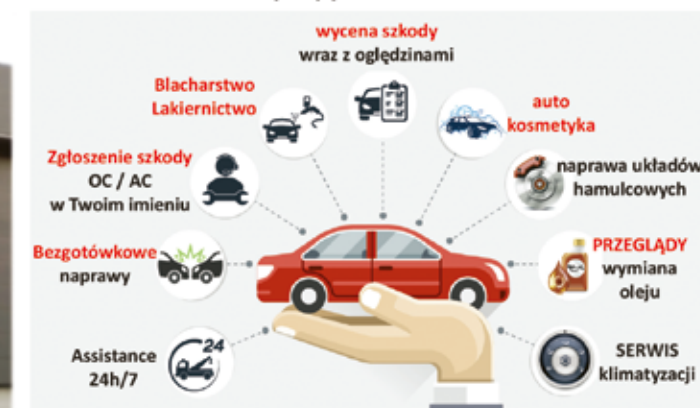 wycena szkody
wraz z oględzinami
Blacharstwo
Lakiernictwo
auto
kosmetyka
Zgłoszenie szkody
OC / AC
w Twoim imieniu
naprawa układów
hamulcowych
Bezgotówkowe
naprawy
PRZEGLĄDY
wymiana
oleju
Assistance
24h/7
24
SERWIS
klimatyzacji